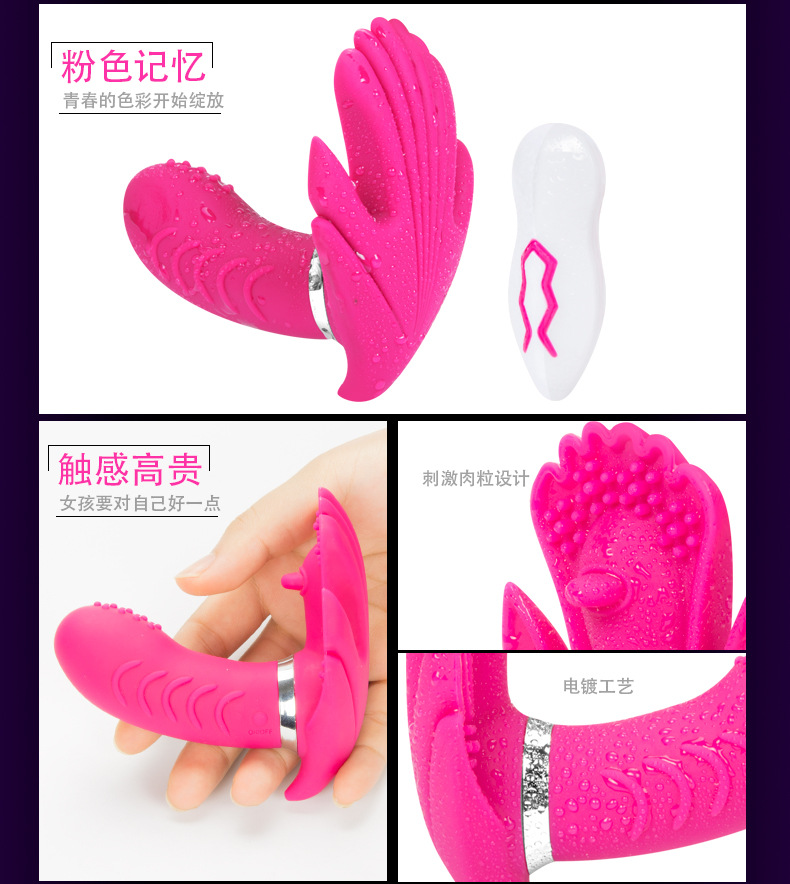 粉色记忆
青春的色彩开始绽放
触感高贵
女孩要对自己好一点
刺激肉粒设计
电镀工艺